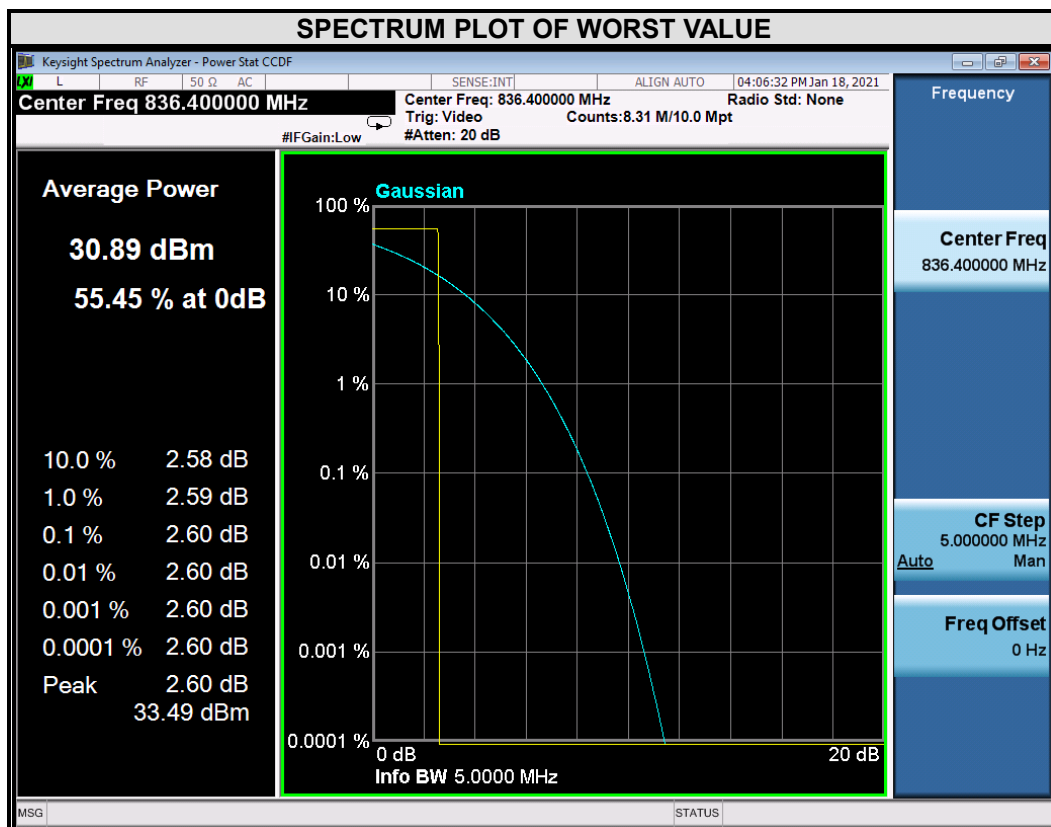 SPECTRUM PLOT OF WORST VALUE
Keysight Spectrum Analyzer - Power Stat CCDF
LXI L RF 50 Ω AC SENSE:INT ALIGN AUTO 04:06:32 PM Jan 18, 2021
Center Freq 836.400000 MHz
#IFGain:Low
Center Freq: 836.400000 MHz Radio Std: None
Trig: Video Counts:8.31 M/10.0 Mpt
#Atten: 20 dB
Average Power
30.89 dBm
55.45 % at 0dB
10.0 % 2.58 dB
1.0 % 2.59 dB
0.1 % 2.60 dB
0.01 % 2.60 dB
0.001 % 2.60 dB
0.0001 % 2.60 dB
Peak 2.60 dB
33.49 dBm
Gaussian
100 %
10 %
1 %
0.1 %
0.01 %
0.001 %
0.0001 %
0 dB 20 dB
Info BW 5.0000 MHz
Frequency
Center Freq
836.400000 MHz
CF Step
5.000000 MHz
Auto Man
Freq Offset
0 Hz
MSG STATUS